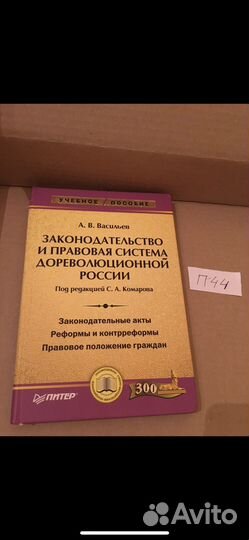 УЧЕБНОЕ ПОСОБИЕ
А. В. Васильев
ЗАКОНОДАТЕЛЬСТВО
И ПРАВОВАЯ СИСТЕМА
ДОРЕВОЛЮЦИОННОЙ
РОССИИ
Под редакцией С. А. Комарова
Законодательные акты
Реформы и контрреформы
Правовое положение граждан
ПИТЕР
300
П-44
Avito